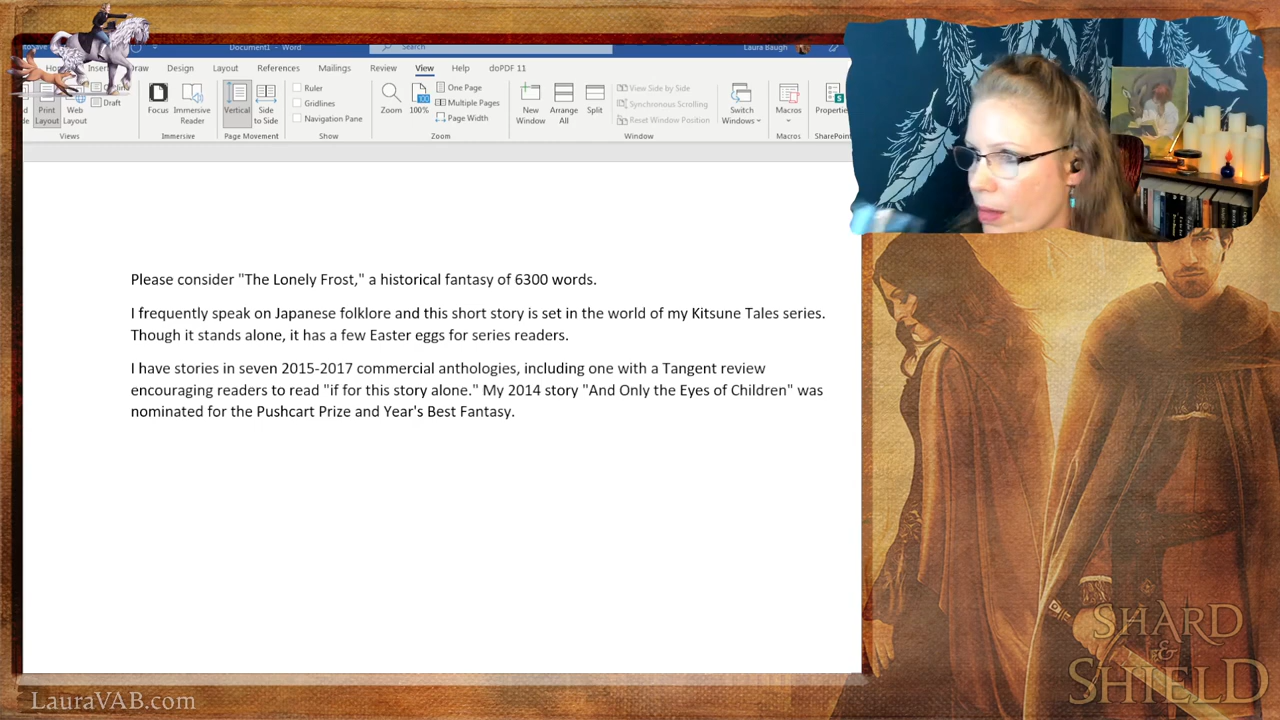 Document1 - Word
Search
Laura Baugh
Draw
Design
Layout
References
Mailings
Review
View
Help
doPDF 11
Print Layout
Web Layout
Draft
Views
Focus
Immersive Reader
Immersive
Vertical
Side to Side
Page Movement
Ruler
Gridlines
Navigation Pane
Show
Zoom
100%
One Page
Multiple Pages
Page Width
Zoom
New Window
Arrange All
Split
View Side by Side
Synchronous Scrolling
Reset Window Position
Switch Windows
Window
Macros
Macros
Properties
SharePoint
Please consider "The Lonely Frost," a historical fantasy of 6300 words.
I frequently speak on Japanese folklore and this short story is set in the world of my Kitsune Tales series.
Though it stands alone, it has a few Easter eggs for series readers.
I have stories in seven 2015-2017 commercial anthologies, including one with a Tangent review
encouraging readers to read "if for this story alone." My 2014 story "And Only the Eyes of Children" was
nominated for the Pushcart Prize and Year's Best Fantasy.
SHARD
&
SHIELD
LauraVAB.com